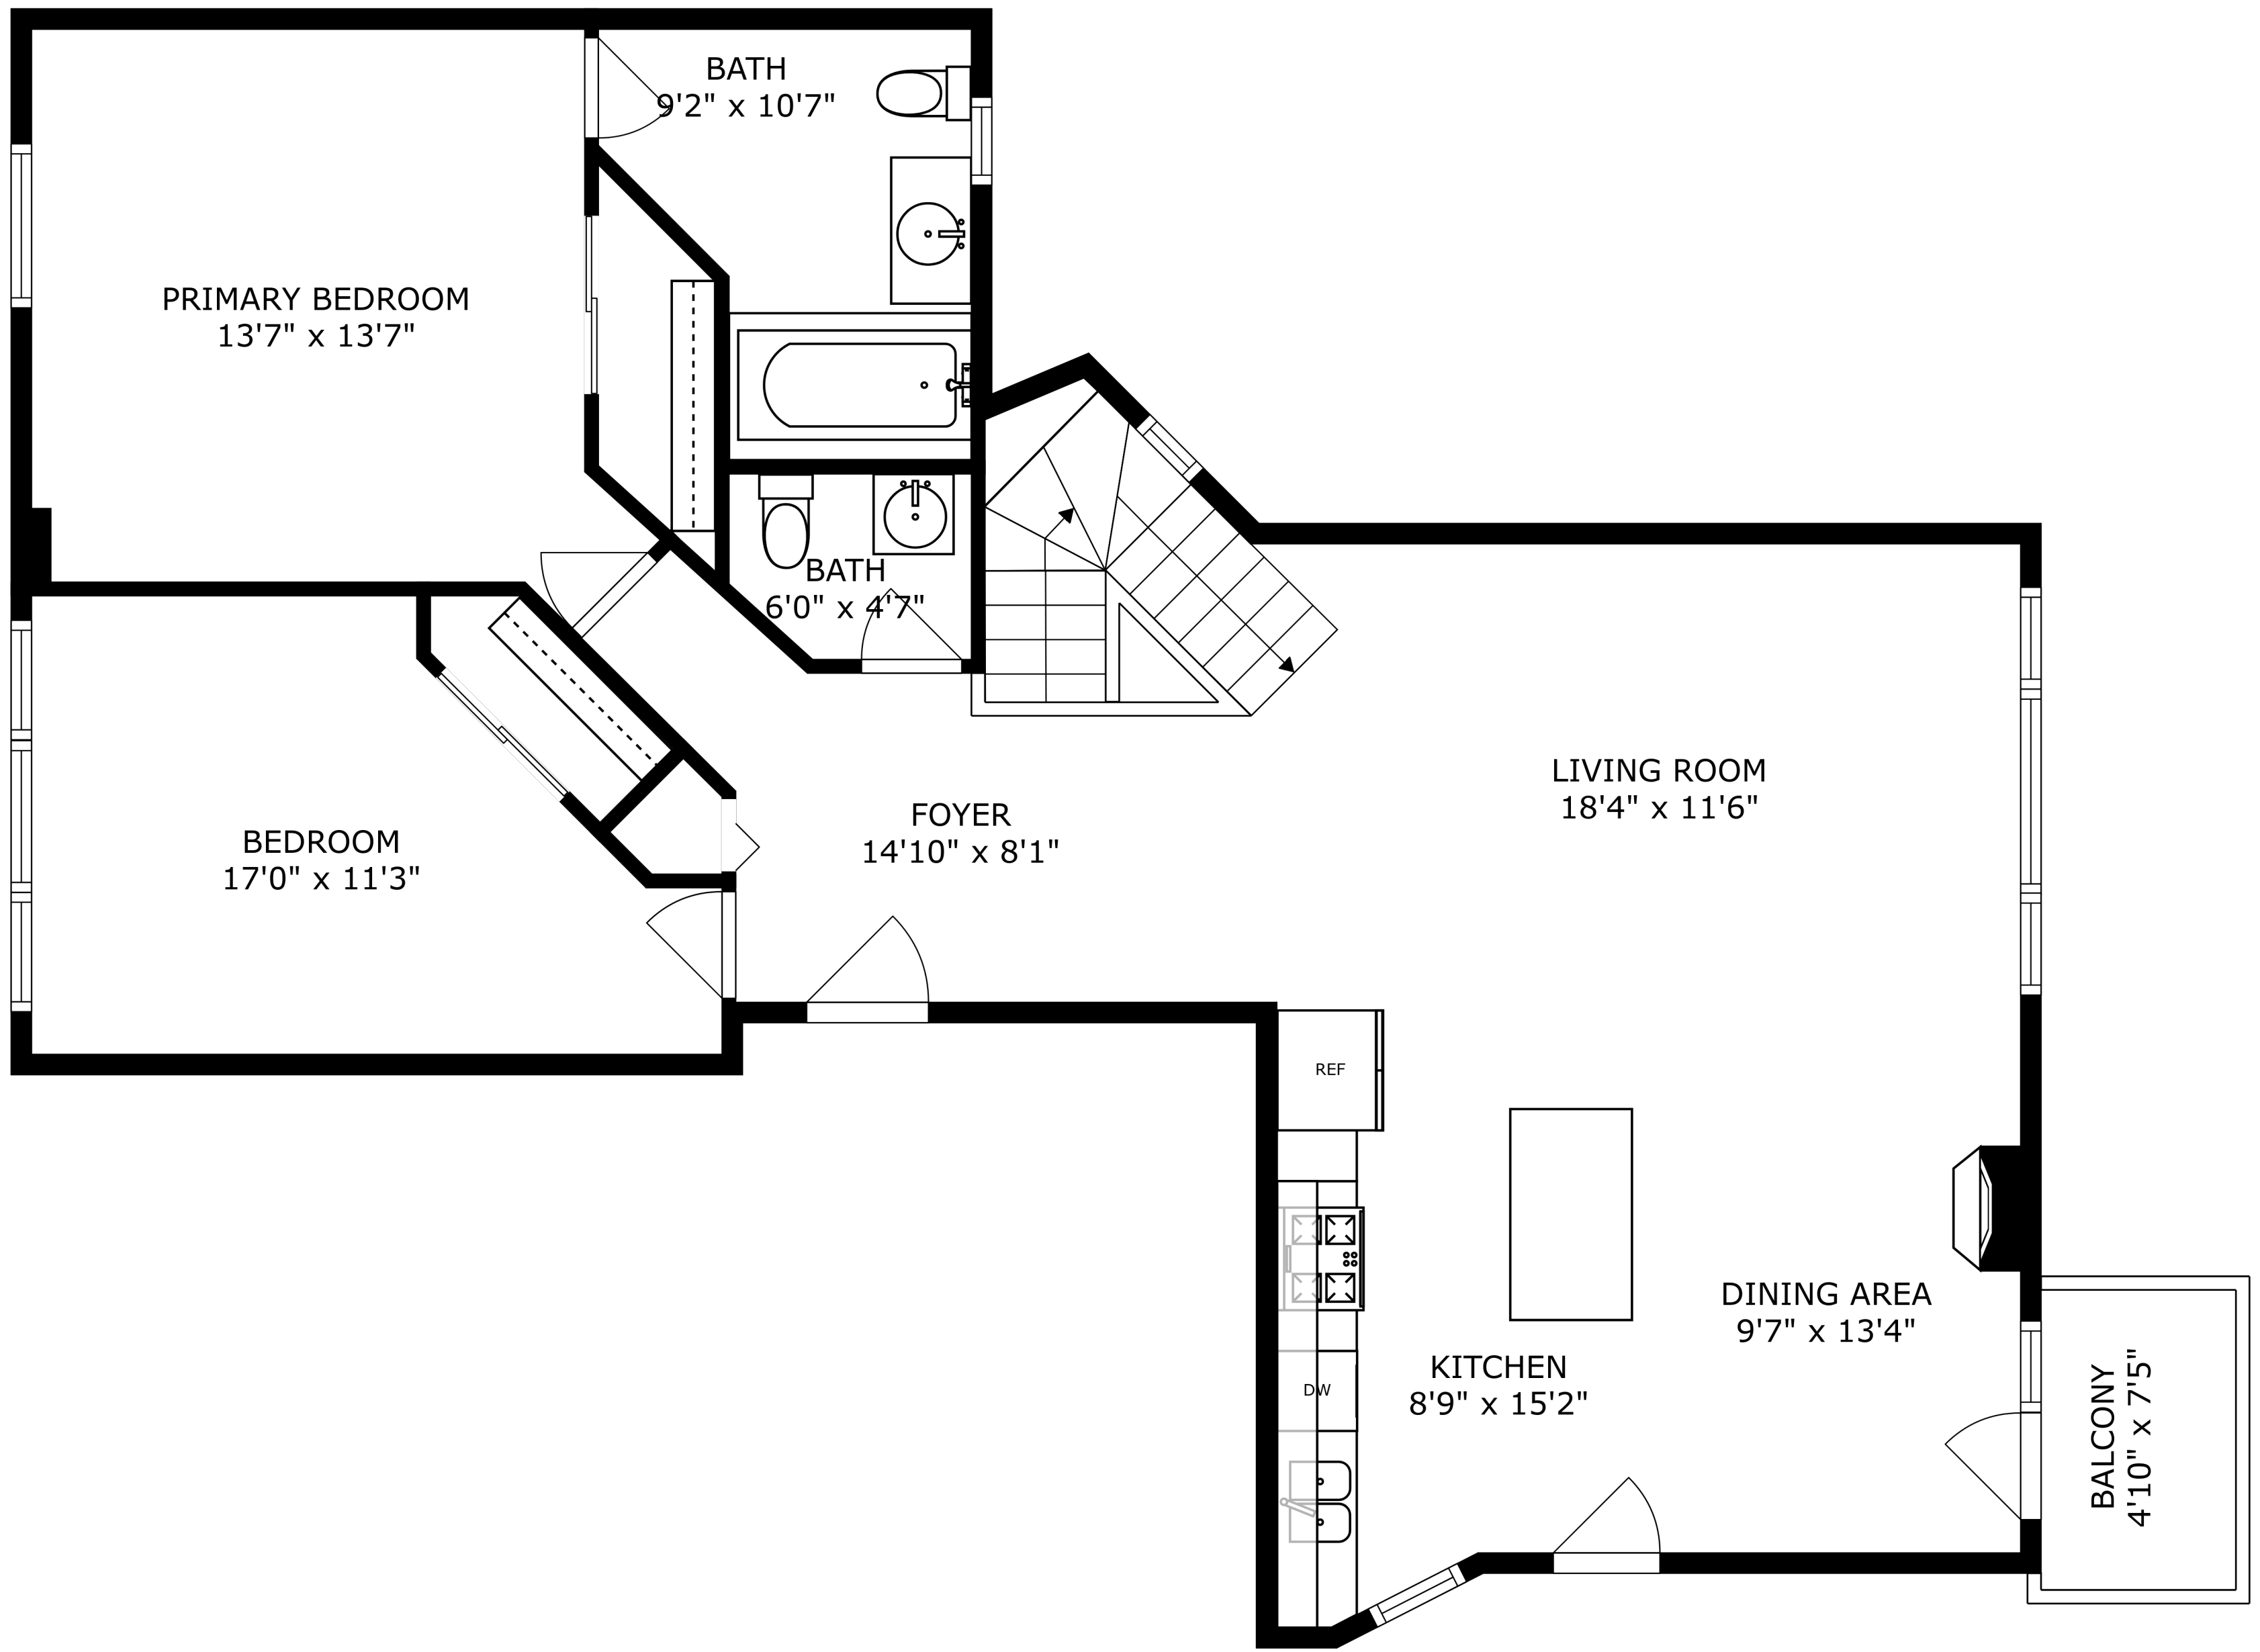 BATH
9'2" x 10'7"
PRIMARY BEDROOM
13'7" x 13'7"
BATH
6'0" x 4'7"
LIVING ROOM
18'4" x 11'6"
FOYER
14'10" x 8'1"
BEDROOM
17'0" x 11'3"
REF
DINING AREA
9'7" x 13'4"
KITCHEN
8'9" x 15'2"
DW
BALCONY
4'10" x 7'5"